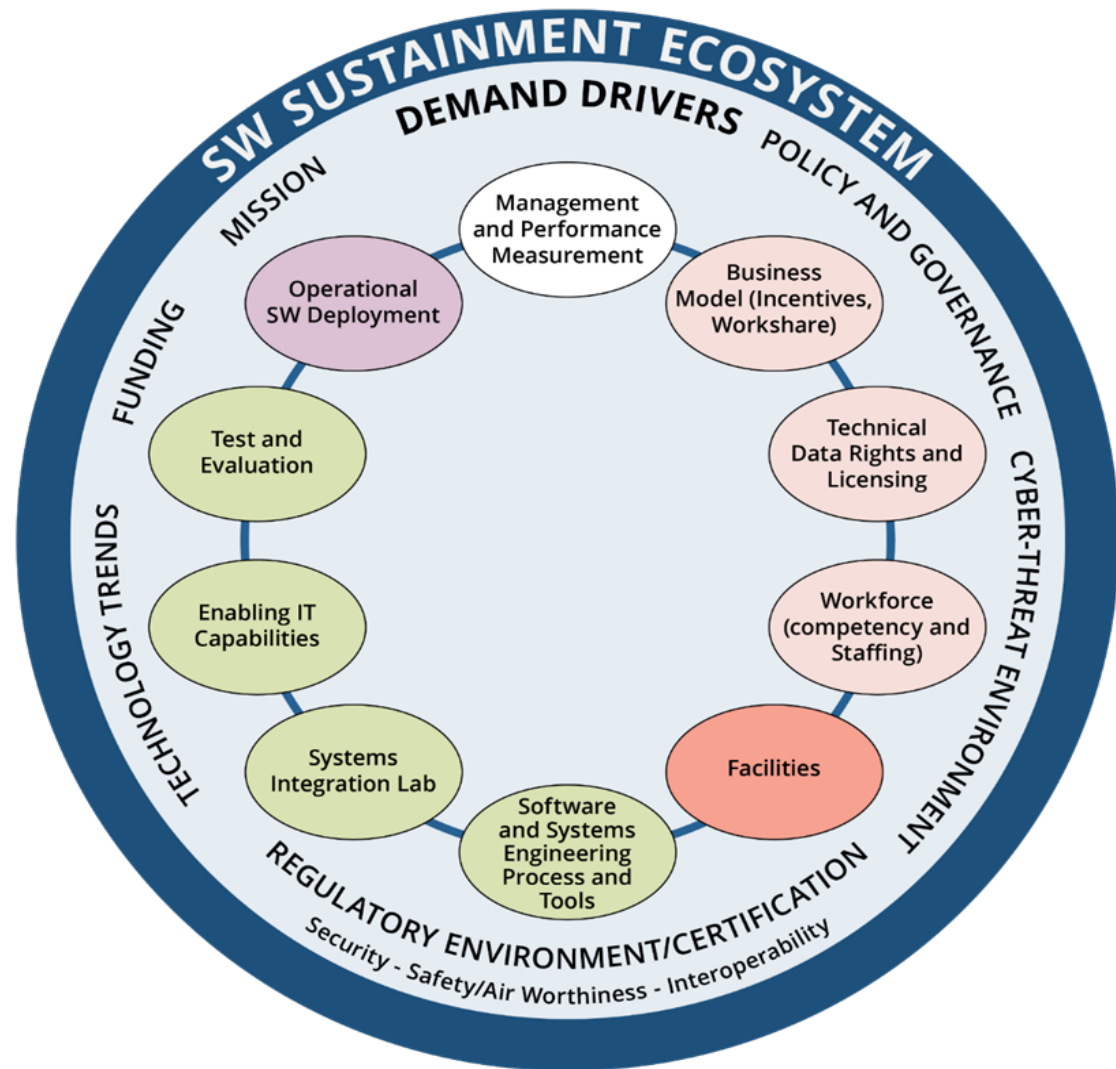 SW SUSTAINMENT ECOSYSTEM
DEMAND DRIVERS
MISSION
POLICY AND GOVERNANCE
FUNDING
CYBER-THREAT ENVIRONMENT
TECHNOLOGY TRENDS
REGULATORY ENVIRONMENT/CERTIFICATION
Security - Safety/Air Worthiness - Interoperability
Management
and Performance
Measurement
Business
Model (Incentives,
Workshare)
Technical
Data Rights and
Licensing
Workforce
(competency and
Staffing)
Facilities
Software
and Systems
Engineering
Process and
Tools
Systems
Integration Lab
Enabling IT
Capabilities
Test and
Evaluation
Operational
SW Deployment